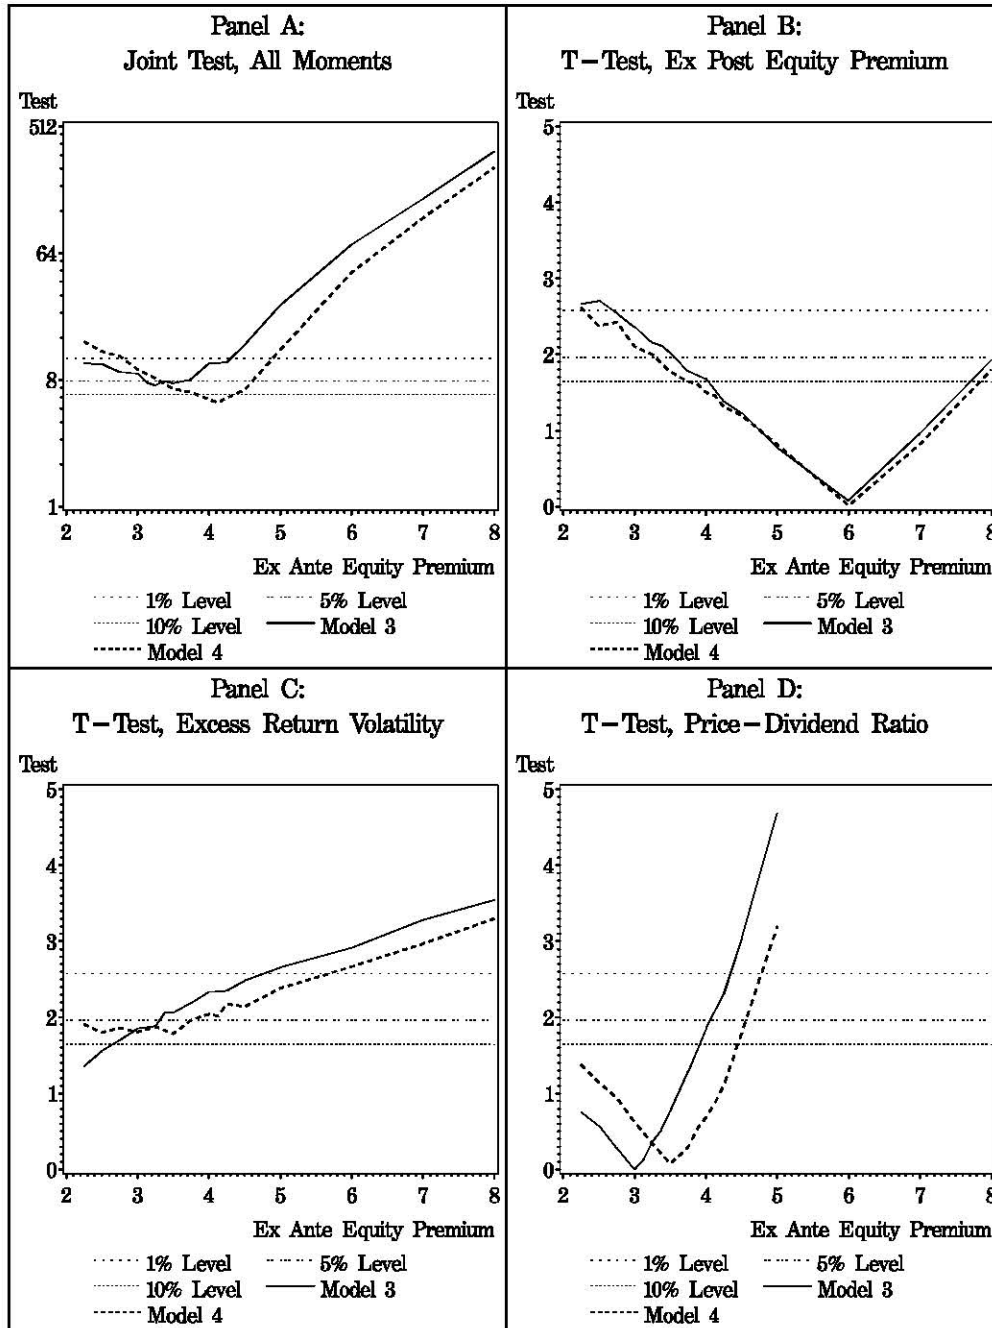 Panel A:
Joint Test, All Moments
Test
512
64
8
1
2 3 4 5 6 7 8
Ex Ante Equity Premium
1% Level 5% Level
10% Level Model 3
Model 4
Panel B:
T-Test, Ex Post Equity Premium
Test
5
4
3
2
1
0
2 3 4 5 6 7 8
Ex Ante Equity Premium
1% Level 5% Level
10% Level Model 3
Model 4
Panel C:
T-Test, Excess Return Volatility
Test
5
4
3
2
1
0
2 3 4 5 6 7 8
Ex Ante Equity Premium
1% Level 5% Level
10% Level Model 3
Model 4
Panel D:
T-Test, Price-Dividend Ratio
Test
5
4
3
2
1
0
2 3 4 5 6 7 8
Ex Ante Equity Premium
1% Level 5% Level
10% Level Model 3
Model 4